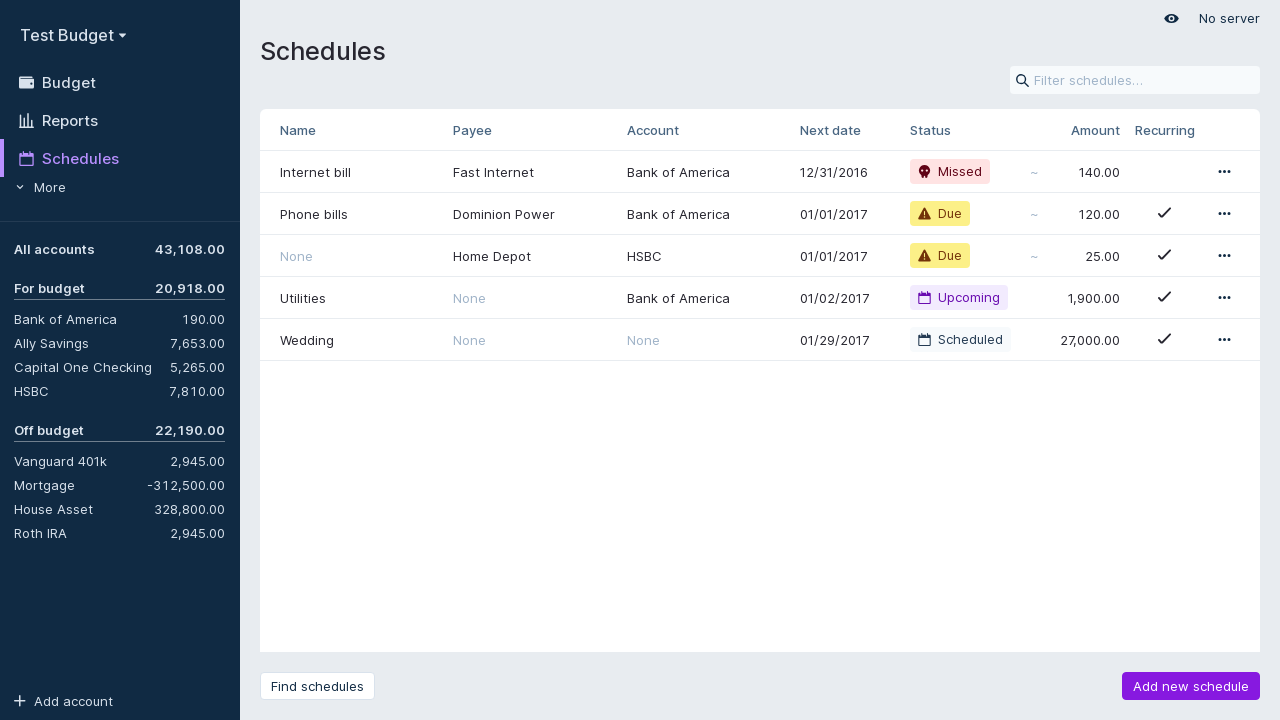 Test Budget
No server
Schedules
Budget
Reports
Schedules
More
Filter schedules…
All accounts 43,108.00
For budget 20,918.00
Bank of America 190.00
Ally Savings 7,653.00
Capital One Checking 5,265.00
HSBC 7,810.00
Off budget 22,190.00
Vanguard 401k 2,945.00
Mortgage -312,500.00
House Asset 328,800.00
Roth IRA 2,945.00
Add account
Name Payee Account Next date Status Amount Recurring
Internet bill Fast Internet Bank of America 12/31/2016 Missed ~ 140.00
Phone bills Dominion Power Bank of America 01/01/2017 Due ~ 120.00
None Home Depot HSBC 01/01/2017 Due ~ 25.00
Utilities None Bank of America 01/02/2017 Upcoming 1,900.00
Wedding None None 01/29/2017 Scheduled 27,000.00
Find schedules
Add new schedule